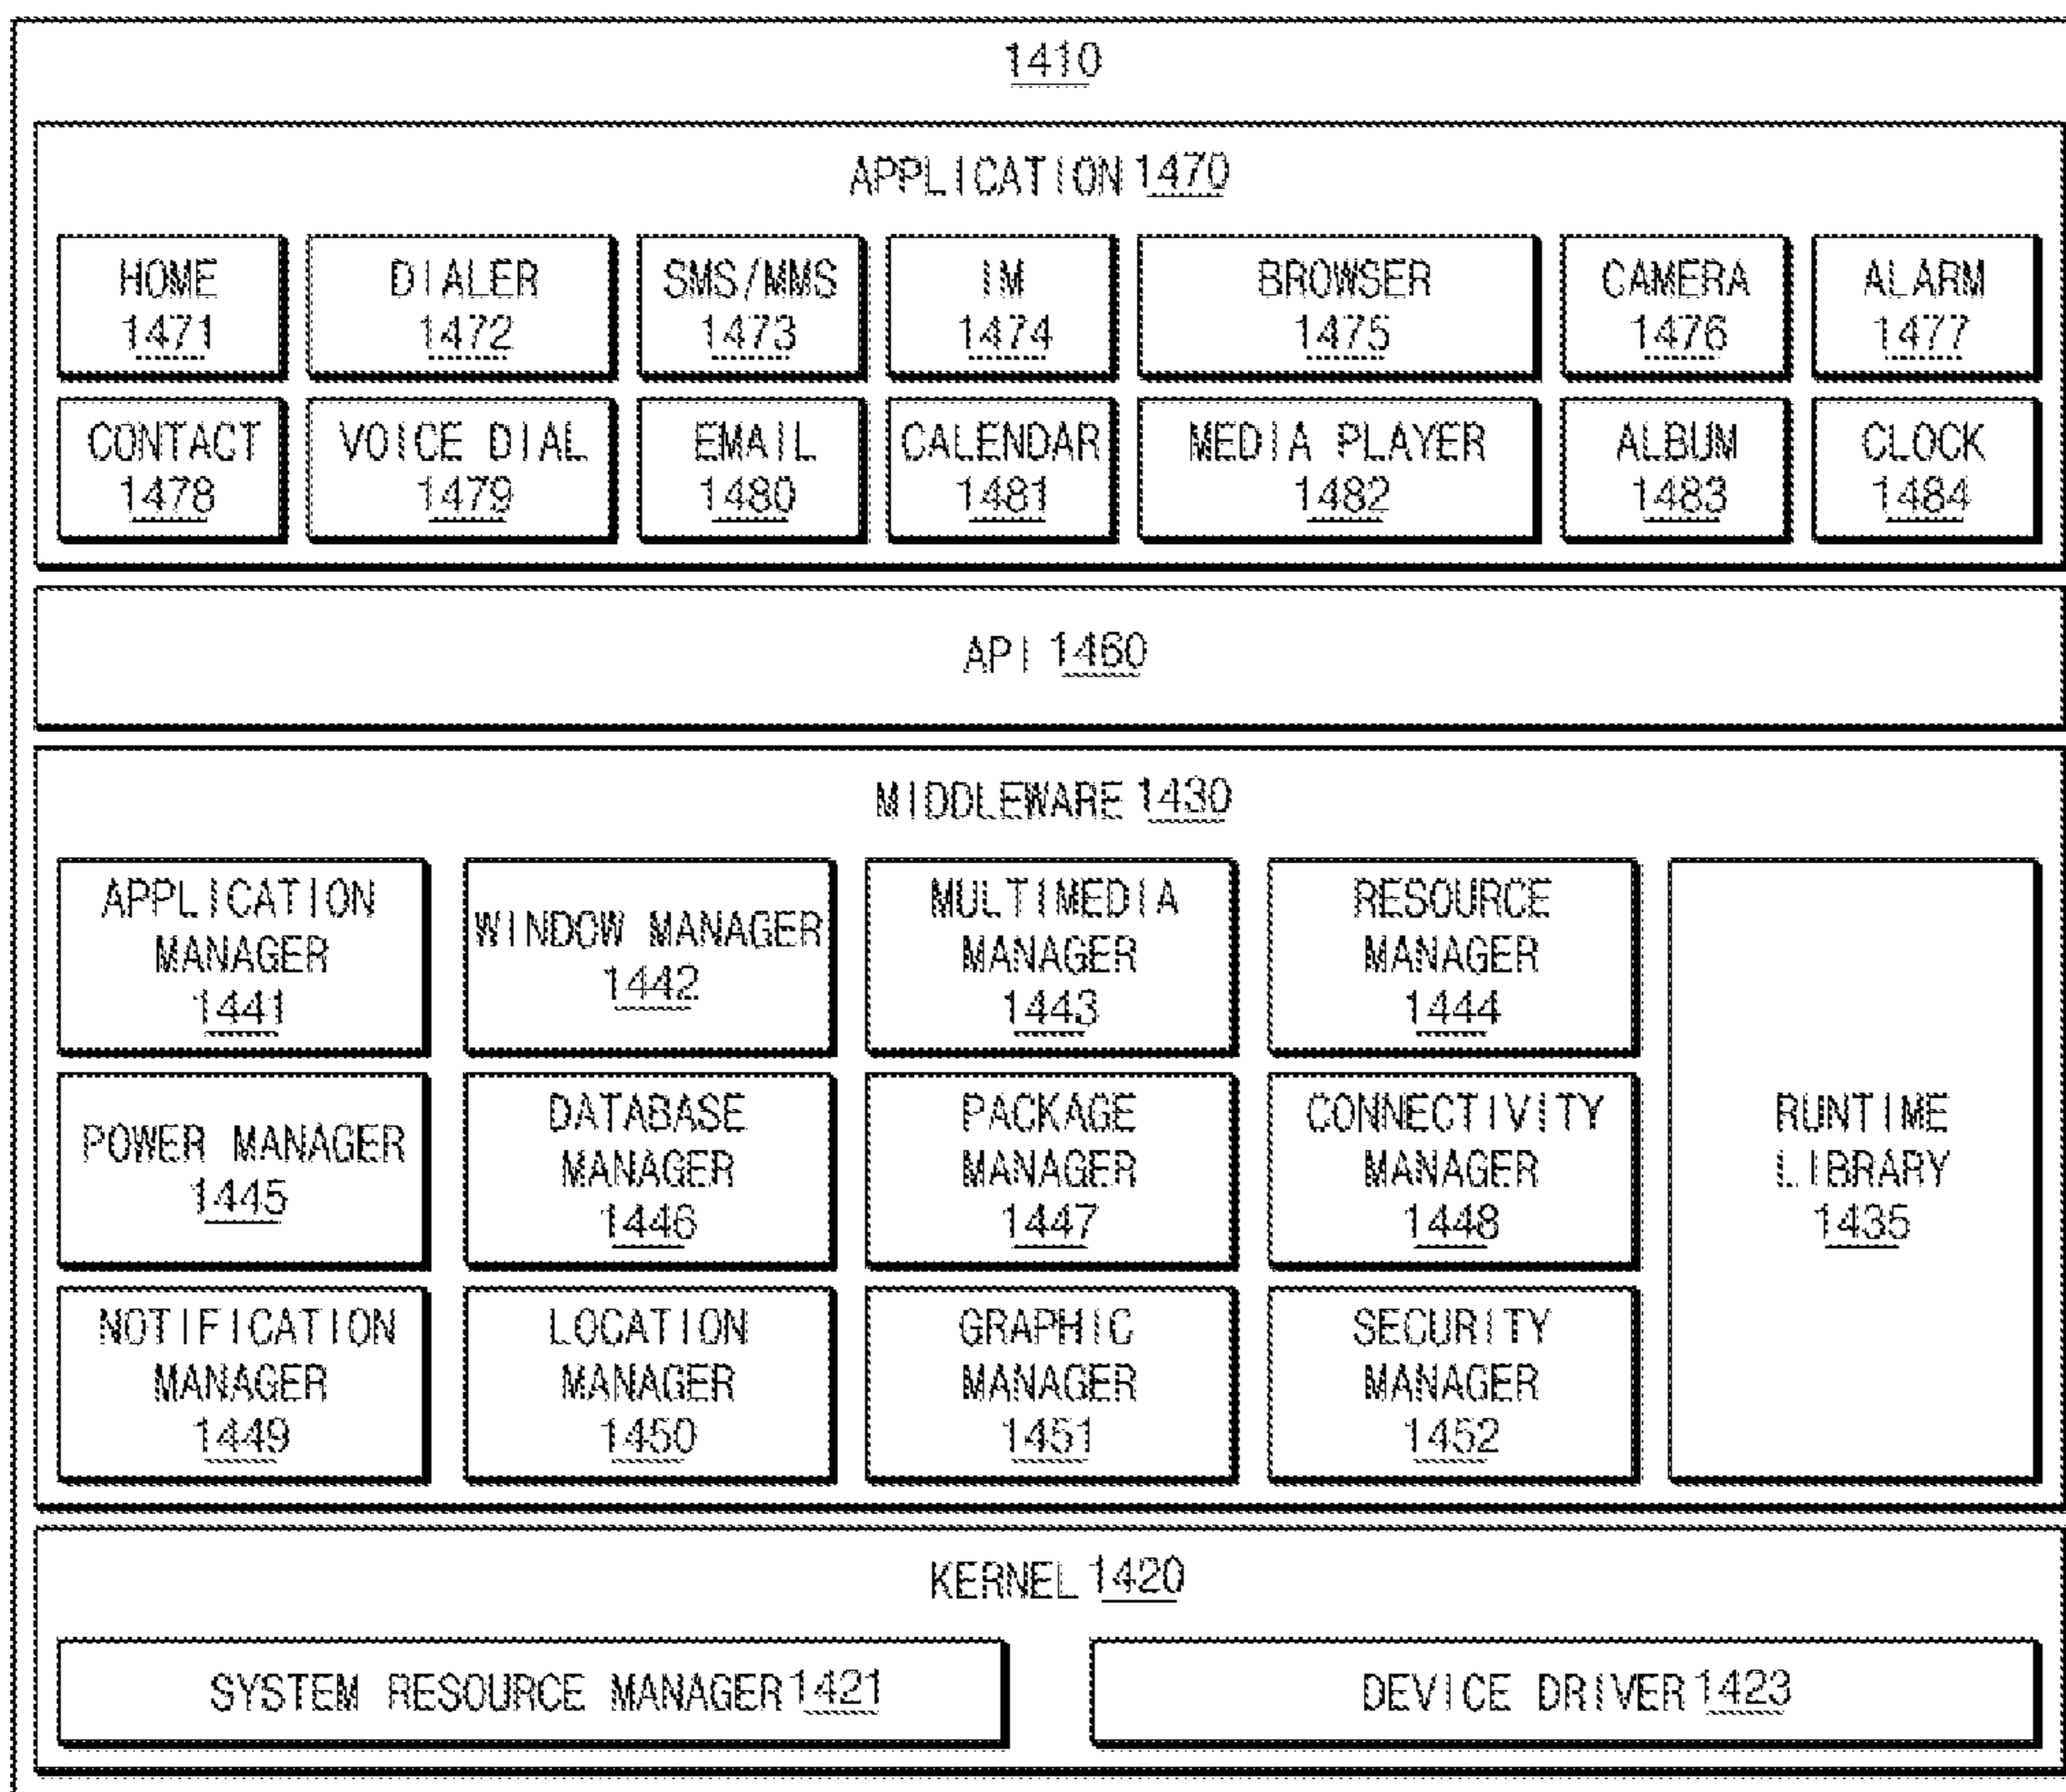 1410
APPLICATION 1470
HOME
1471
DIALER
1472
SMS/MMS
1473
IM
1474
BROWSER
1475
CAMERA
1476
ALARM
1477
CONTACT
1478
VOICE DIAL
1479
EMAIL
1480
CALENDAR
1481
MEDIA PLAYER
1482
ALBUM
1483
CLOCK
1484
API 1460
MIDDLEWARE 1430
APPLICATION
MANAGER
1441
WINDOW MANAGER
1442
MULTIMEDIA
MANAGER
1443
RESOURCE
MANAGER
1444
POWER MANAGER
1445
DATABASE
MANAGER
1446
PACKAGE
MANAGER
1447
CONNECTIVITY
MANAGER
1448
NOTIFICATION
MANAGER
1449
LOCATION
MANAGER
1450
GRAPHIC
MANAGER
1451
SECURITY
MANAGER
1452
RUNTIME
LIBRARY
1435
KERNEL 1420
SYSTEM RESOURCE MANAGER 1421
DEVICE DRIVER 1423